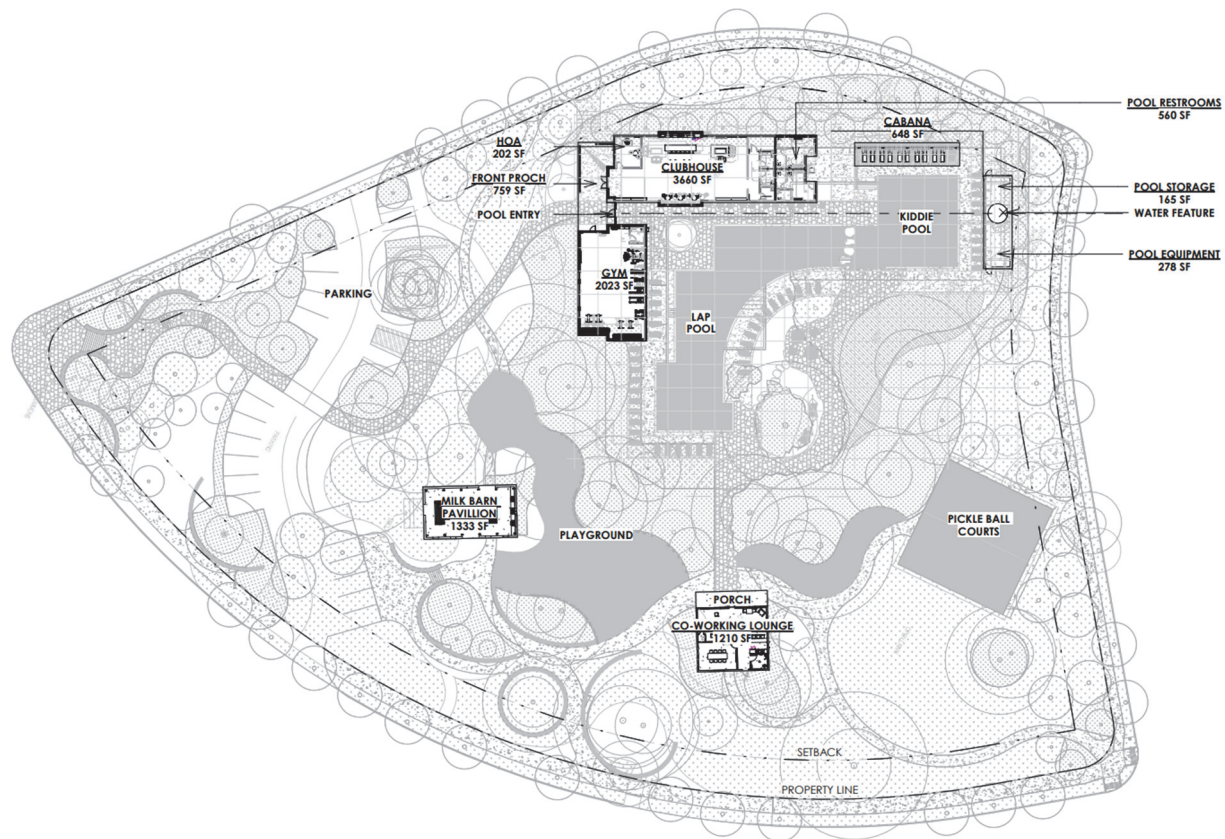 POOL RESTROOMS
560 SF
CABANA
648 SF
HOA
202 SF
CLUBHOUSE
3660 SF
FRONT PROCH
759 SF
POOL STORAGE
165 SF
POOL ENTRY
WATER FEATURE
KIDDIE
POOL
POOL EQUIPMENT
278 SF
GYM
2023 SF
PARKING
LAP
POOL
MILK BARN
PAVILLION
1333 SF
PLAYGROUND
PICKLE BALL
COURTS
PORCH
CO-WORKING LOUNGE
1210 SF
SETBACK
PROPERTY LINE